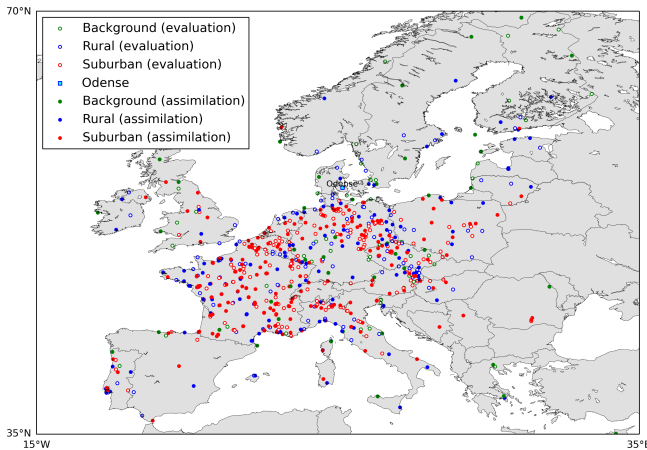 70°N
Background (evaluation)
Rural (evaluation)
Suburban (evaluation)
Odense
Background (assimilation)
Rural (assimilation)
Suburban (assimilation)
Odense
35°N
15°W
35°E